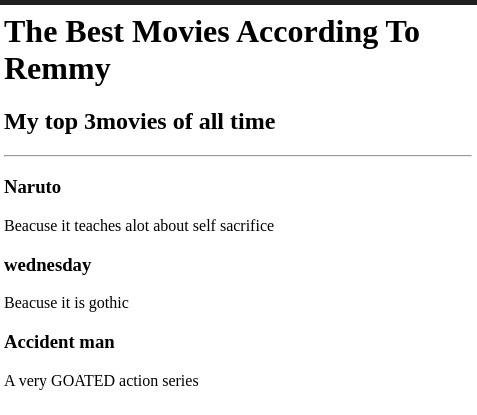 The Best Movies According To
Remmy
My top 3movies of all time
Naruto
Beacuse it teaches alot about self sacrifice
wednesday
Beacuse it is gothic
Accident man
A very GOATED action series